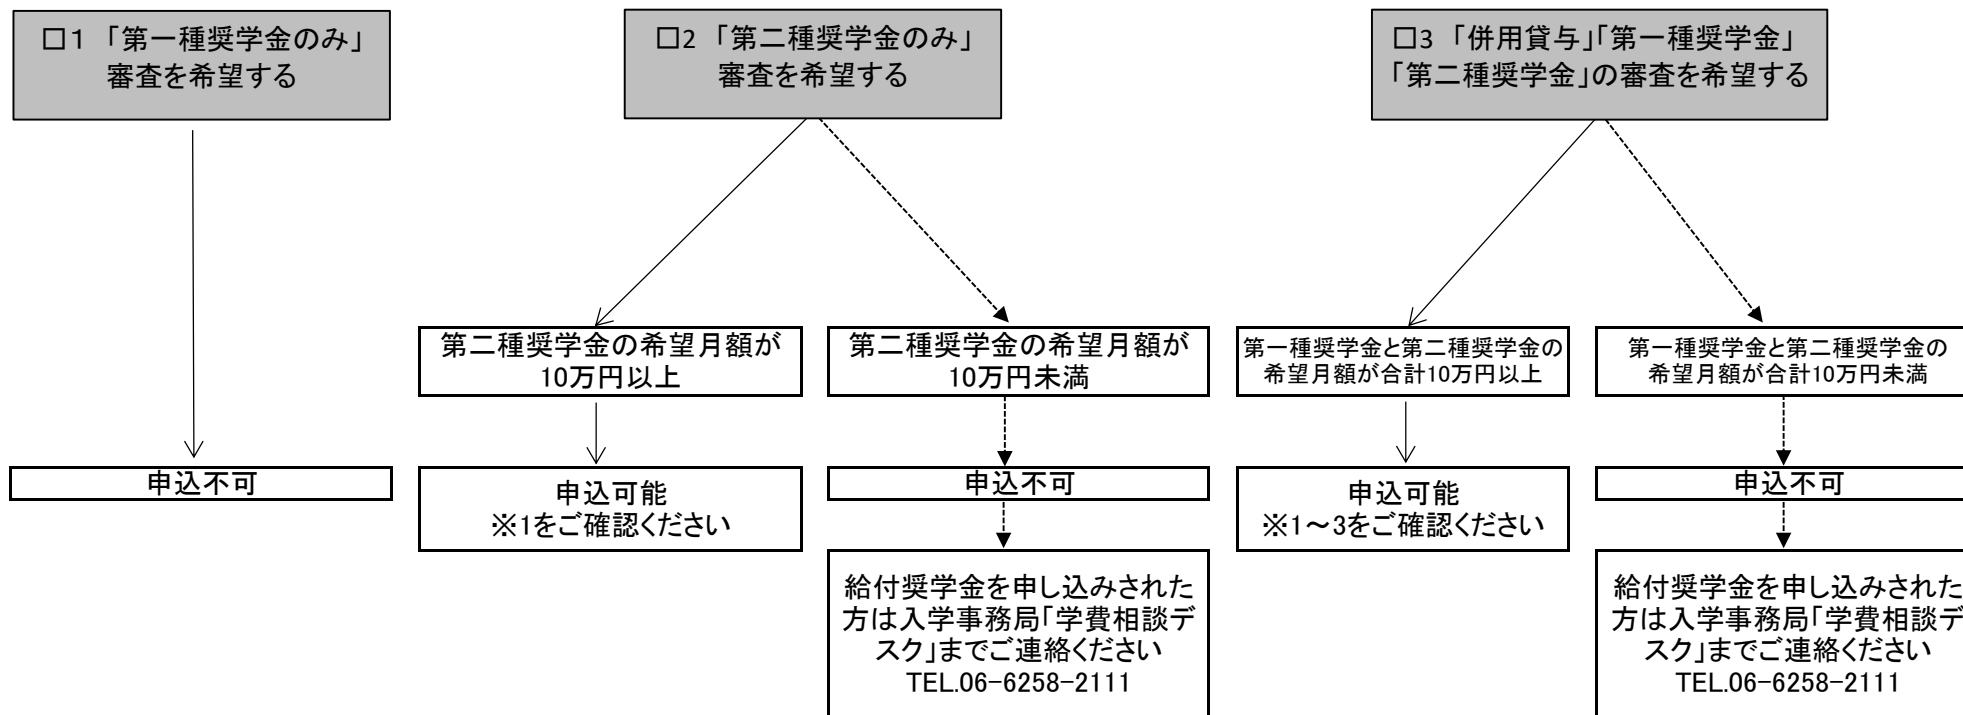 □1 「第一種奨学金のみ」
審査を希望する
□2 「第二種奨学金のみ」
審査を希望する
□3 「併用貸与」「第一種奨学金」
「第二種奨学金」の審査を希望する
第二種奨学金の希望月額が
10万円以上
第二種奨学金の希望月額が
10万円未満
第一種奨学金と第二種奨学金の
希望月額が合計10万円以上
第一種奨学金と第二種奨学金の
希望月額が合計10万円未満
申込不可
申込可能
※1をご確認ください
申込不可
申込可能
※1～3をご確認ください
申込不可
給付奨学金を申し込みされた
方は入学事務局「学費相談デ
スク」までご連絡ください
TEL.06-6258-2111
給付奨学金を申し込みされた
方は入学事務局「学費相談デ
スク」までご連絡ください
TEL.06-6258-2111